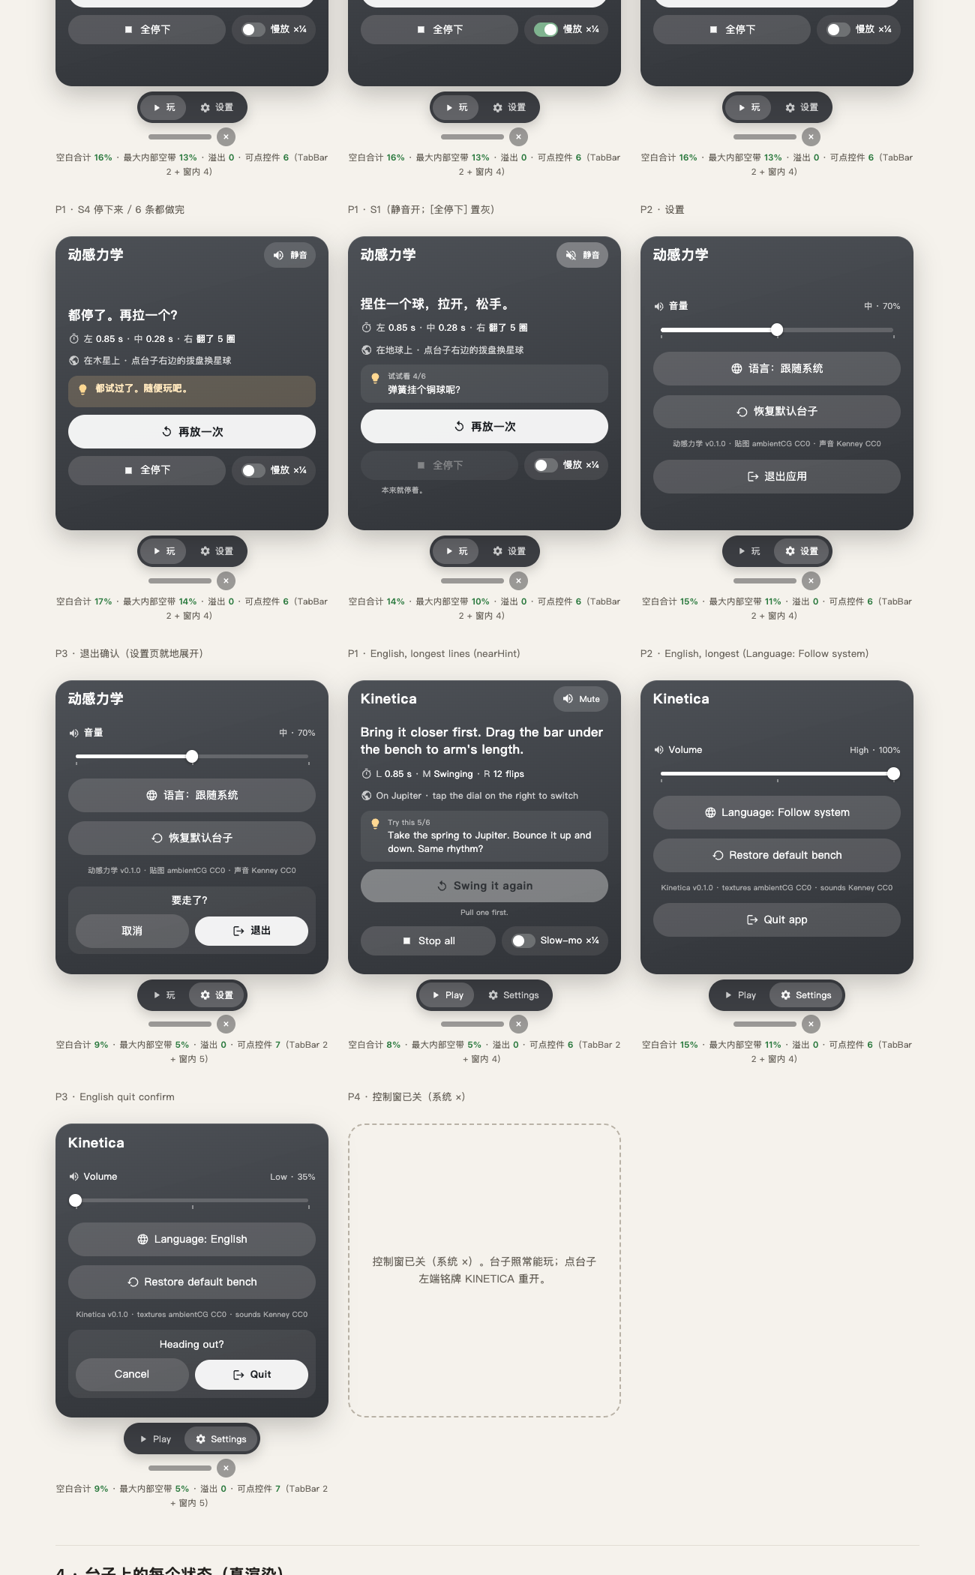 全停下
慢放 ×¼
全停下
慢放 ×¼
全停下
慢放 ×¼
玩
设置
玩
设置
玩
设置
空白合计 16% · 最大内部空带 13% · 溢出 0 · 可点控件 6（TabBar
2 + 窗内 4）
空白合计 16% · 最大内部空带 13% · 溢出 0 · 可点控件 6（TabBar
2 + 窗内 4）
空白合计 16% · 最大内部空带 13% · 溢出 0 · 可点控件 6（TabBar
2 + 窗内 4）
P1 · S4 停下来 / 6 条都做完
动感力学
静音
都停了。再拉一个？
左 0.85 s · 中 0.28 s · 右 翻了 5 圈
在木星上 · 点台子右边的拨盘换星球
都试过了。随便玩吧。
再放一次
全停下
慢放 ×¼
玩
设置
空白合计 17% · 最大内部空带 14% · 溢出 0 · 可点控件 6（TabBar
2 + 窗内 4）
P1 · S1（静音开；[全停下] 置灰）
动感力学
静音
捏住一个球，拉开，松手。
左 0.85 s · 中 0.28 s · 右 翻了 5 圈
在地球上 · 点台子右边的拨盘换星球
试试看 4/6
弹簧挂个铜球呢？
再放一次
全停下
慢放 ×¼
本来就停着。
玩
设置
空白合计 14% · 最大内部空带 10% · 溢出 0 · 可点控件 6（TabBar
2 + 窗内 4）
P2 · 设置
动感力学
音量
中 · 70%
语言：跟随系统
恢复默认台子
动感力学 v0.1.0 · 贴图 ambientCG CC0 · 声音 Kenney CC0
退出应用
玩
设置
空白合计 15% · 最大内部空带 11% · 溢出 0 · 可点控件 6（TabBar
2 + 窗内 4）
P3 · 退出确认（设置页就地展开）
动感力学
音量
中 · 70%
语言：跟随系统
恢复默认台子
动感力学 v0.1.0 · 贴图 ambientCG CC0 · 声音 Kenney CC0
要走了？
取消
退出
玩
设置
空白合计 9% · 最大内部空带 5% · 溢出 0 · 可点控件 7（TabBar 2
+ 窗内 5）
P1 · English, longest lines (nearHint)
Kinetica
Mute
Bring it closer first. Drag the bar under
the bench to arm's length.
L 0.85 s · M Swinging · R 12 flips
On Jupiter · tap the dial on the right to switch
Try this 5/6
Take the spring to Jupiter. Bounce it up and
down. Same rhythm?
Swing it again
Pull one first.
Stop all
Slow-mo ×¼
Play
Settings
空白合计 8% · 最大内部空带 5% · 溢出 0 · 可点控件 6（TabBar 2
+ 窗内 4）
P2 · English, longest (Language: Follow system)
Kinetica
Volume
High · 100%
Language: Follow system
Restore default bench
Kinetica v0.1.0 · textures ambientCG CC0 · sounds Kenney CC0
Quit app
Play
Settings
空白合计 15% · 最大内部空带 11% · 溢出 0 · 可点控件 6（TabBar
2 + 窗内 4）
P3 · English quit confirm
Kinetica
Volume
Low · 35%
Language: English
Restore default bench
Kinetica v0.1.0 · textures ambientCG CC0 · sounds Kenney CC0
Heading out?
Cancel
Quit
Play
Settings
空白合计 9% · 最大内部空带 5% · 溢出 0 · 可点控件 7（TabBar 2
+ 窗内 5）
P4 · 控制窗已关（系统 ×）
控制窗已关（系统 ×）。台子照常能玩；点台子
左端铭牌 KINETICA 重开。
4 · 台子上的每个状态（真渲染）